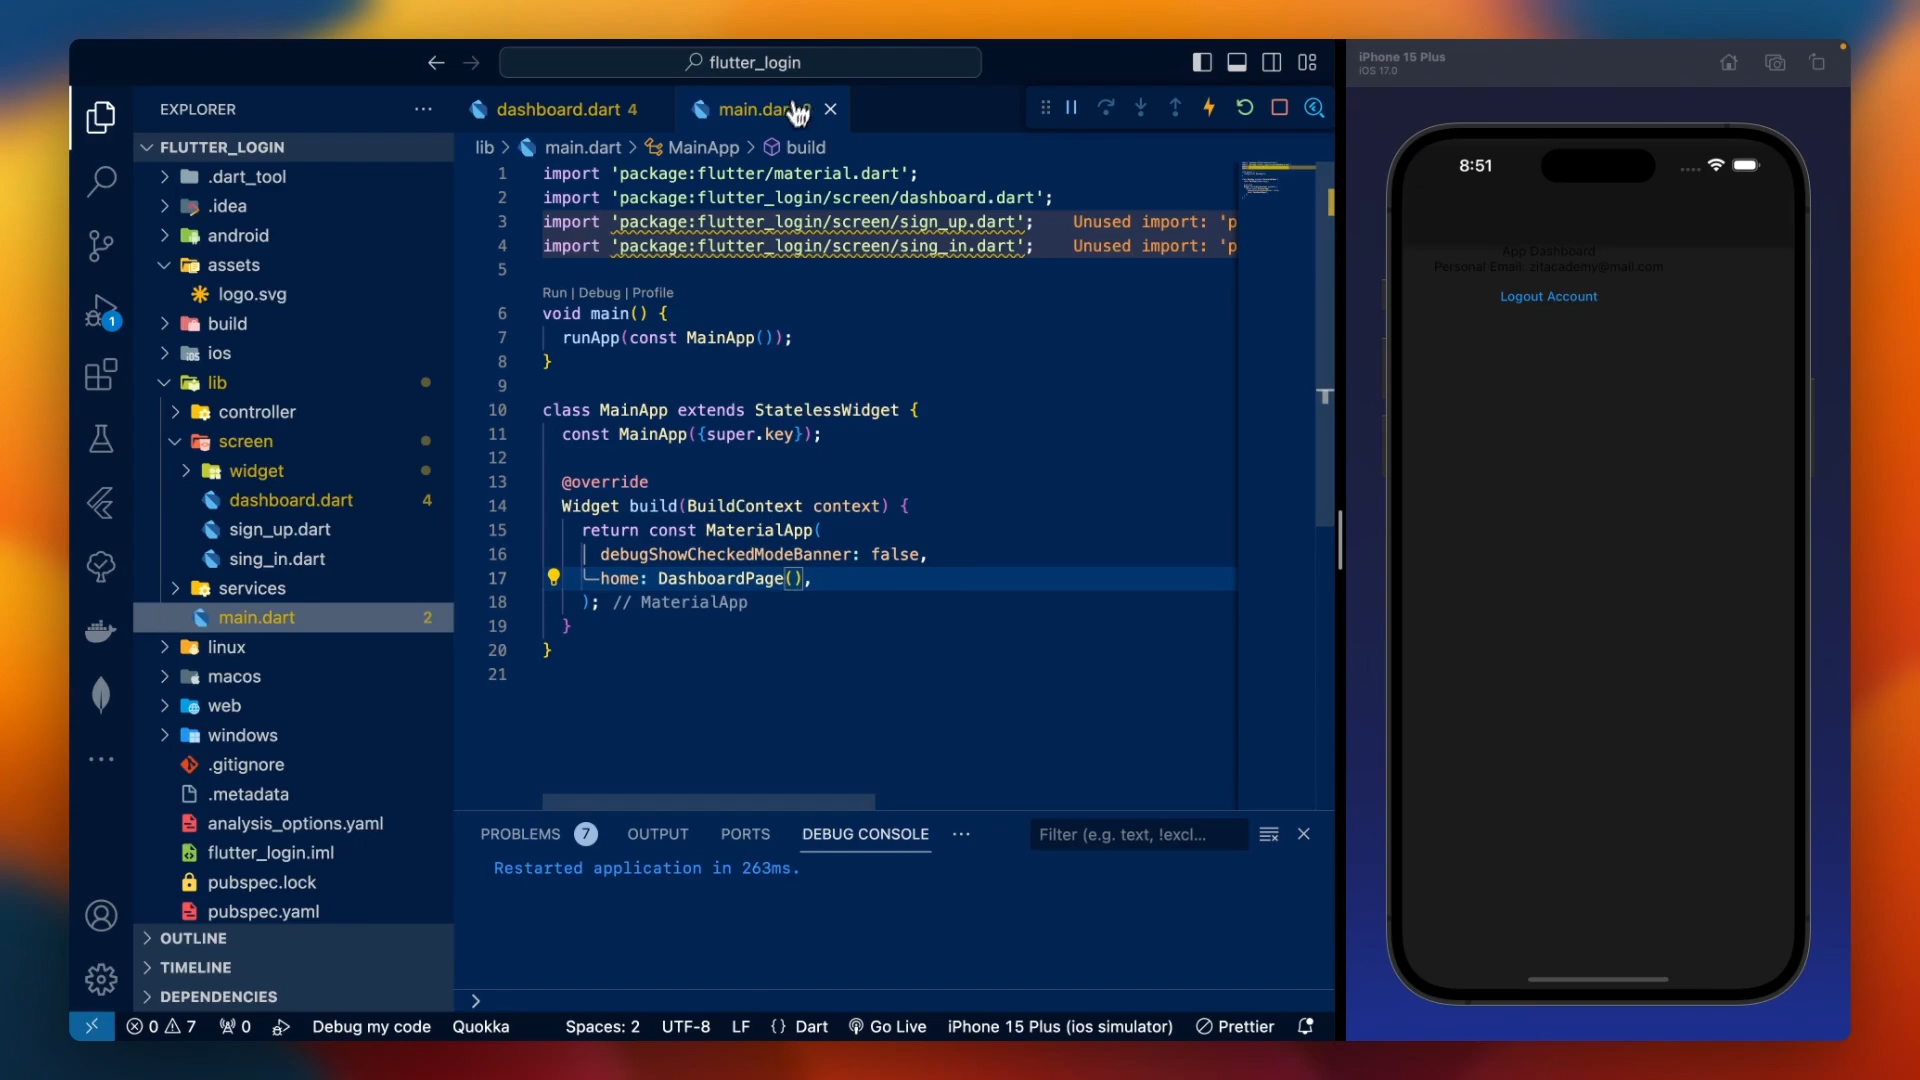 flutter_login
EXPLORER
FLUTTER_LOGIN
.dart_tool
.idea
android
assets
logo.svg
build
ios
lib
controller
screen
widget
dashboard.dart 4
sign_up.dart
sing_in.dart
services
main.dart 2
linux
macos
web
windows
.gitignore
.metadata
analysis_options.yaml
flutter_login.iml
pubspec.lock
pubspec.yaml
OUTLINE
TIMELINE
DEPENDENCIES
1
dashboard.dart 4
main.dar
lib > main.dart > MainApp > build
1 import 'package:flutter/material.dart';
2 import 'package:flutter_login/screen/dashboard.dart';
3 import 'package:flutter_login/screen/sign_up.dart'; Unused import: 'p
4 import 'package:flutter_login/screen/sing_in.dart'; Unused import: 'p
5
Run | Debug | Profile
6 void main() {
7 runApp(const MainApp());
8 }
9
10 class MainApp extends StatelessWidget {
11 const MainApp({super.key});
12
13 @override
14 Widget build(BuildContext context) {
15 return const MaterialApp(
16 debugShowCheckedModeBanner: false,
17 home: DashboardPage(),
18 ); // MaterialApp
19 }
20 }
21
PROBLEMS 7 OUTPUT PORTS DEBUG CONSOLE ··· Filter (e.g. text, !excl...
Restarted application in 263ms.
>
0 7 0 Debug my code Quokka Spaces: 2 UTF-8 LF {} Dart Go Live iPhone 15 Plus (ios simulator) Prettier
iPhone 15 Plus
iOS 17.0
8:51
App Dashboard
Personal Email: zitacademy@mail.com
Logout Account